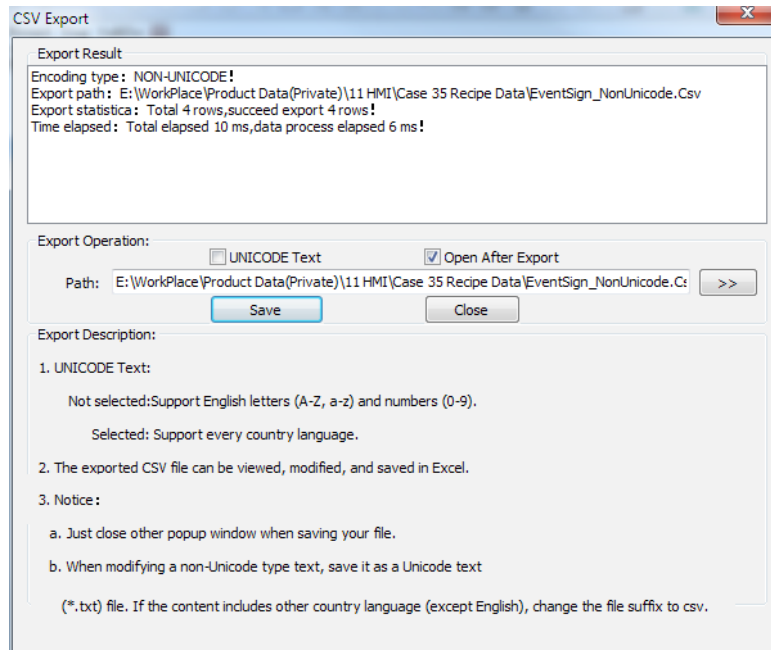 CSV Export
Export Result
Encoding type: NON-UNICODE!
Export path: E:\WorkPlace\Product Data(Private)\11 HMI\Case 35 Recipe Data\EventSign_NonUnicode.Csv
Export statistica: Total 4 rows,succeed export 4 rows!
Time elapsed: Total elapsed 10 ms,data process elapsed 6 ms!
Export Operation:
UNICODE Text
Open After Export
Path: E:\WorkPlace\Product Data(Private)\11 HMI\Case 35 Recipe Data\EventSign_NonUnicode.Cs >>
Save
Close
Export Description:
1. UNICODE Text:
Not selected:Support English letters (A-Z, a-z) and numbers (0-9).
Selected: Support every country language.
2. The exported CSV file can be viewed, modified, and saved in Excel.
3. Notice:
a. Just close other popup window when saving your file.
b. When modifying a non-Unicode type text, save it as a Unicode text
(*.txt) file. If the content includes other country language (except English), change the file suffix to csv.